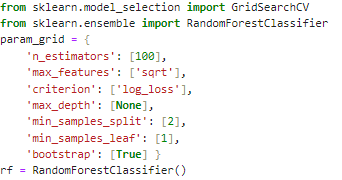 from sklearn.model_selection import GridSearchCV
from sklearn.ensemble import RandomForestClassifier
param_grid = {
    'n_estimators': [100],
    'max_features': ['sqrt'],
    'criterion': ['log_loss'],
    'max_depth': [None],
    'min_samples_split': [2],
    'min_samples_leaf': [1],
    'bootstrap': [True] }
rf = RandomForestClassifier()